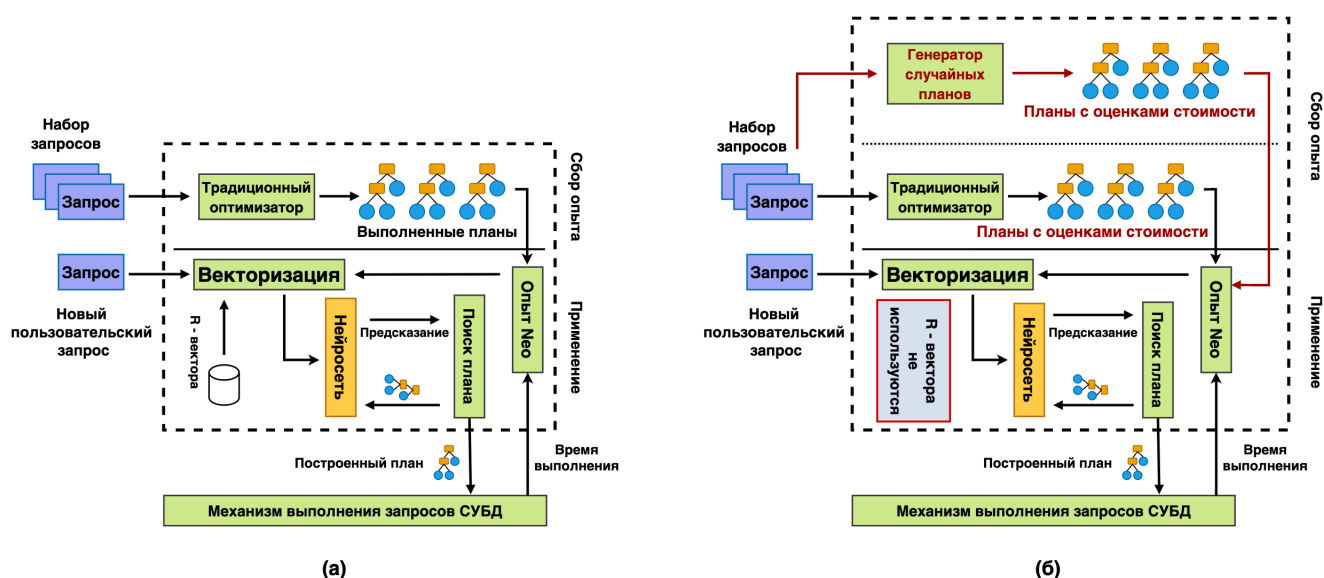 Набор
запросов
Запрос
Традиционный
оптимизатор
Выполненные планы
Сбор опыта
Запрос
Новый
пользовательский
запрос
Векторизация
R - вектора
Нейросеть
Предсказание
Поиск плана
Опыт Neo
Применение
Построенный план
Время
выполнения
Механизм выполнения запросов СУБД
(а)
Генератор
случайных
планов
Планы с оценками стоимости
Сбор опыта
Набор
запросов
Запрос
Традиционный
оптимизатор
Планы с оценками стоимости
Запрос
Новый
пользовательский
запрос
Векторизация
R - вектора
не
используются
Нейросеть
Предсказание
Поиск плана
Опыт Neo
Применение
Построенный план
Время
выполнения
Механизм выполнения запросов СУБД
(б)